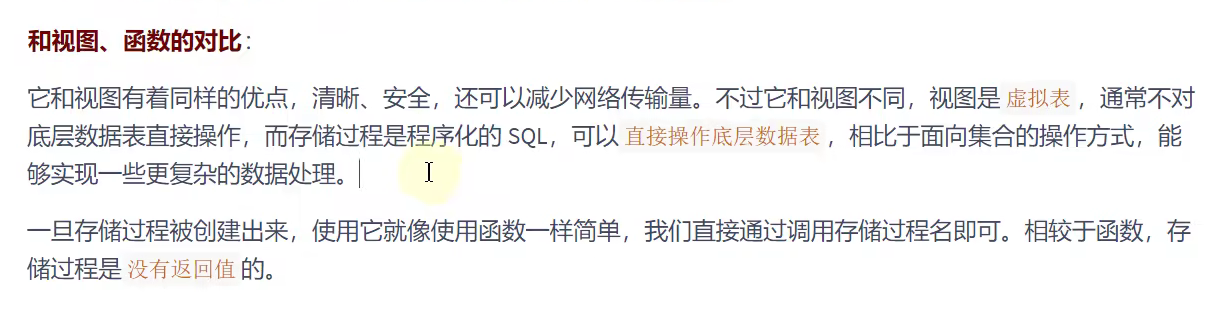 和视图、函数的对比：
它和视图有着同样的优点，清晰、安全，还可以减少网络传输量。不过它和视图不同，视图是 虚拟表 ，通常不对
底层数据表直接操作，而存储过程是程序化的 SQL，可以 直接操作底层数据表 ，相比于面向集合的操作方式，能
够实现一些更复杂的数据处理。
一旦存储过程被创建出来，使用它就像使用函数一样简单，我们直接通过调用存储过程名即可。相较于函数，存
储过程是 没有返回值 的。